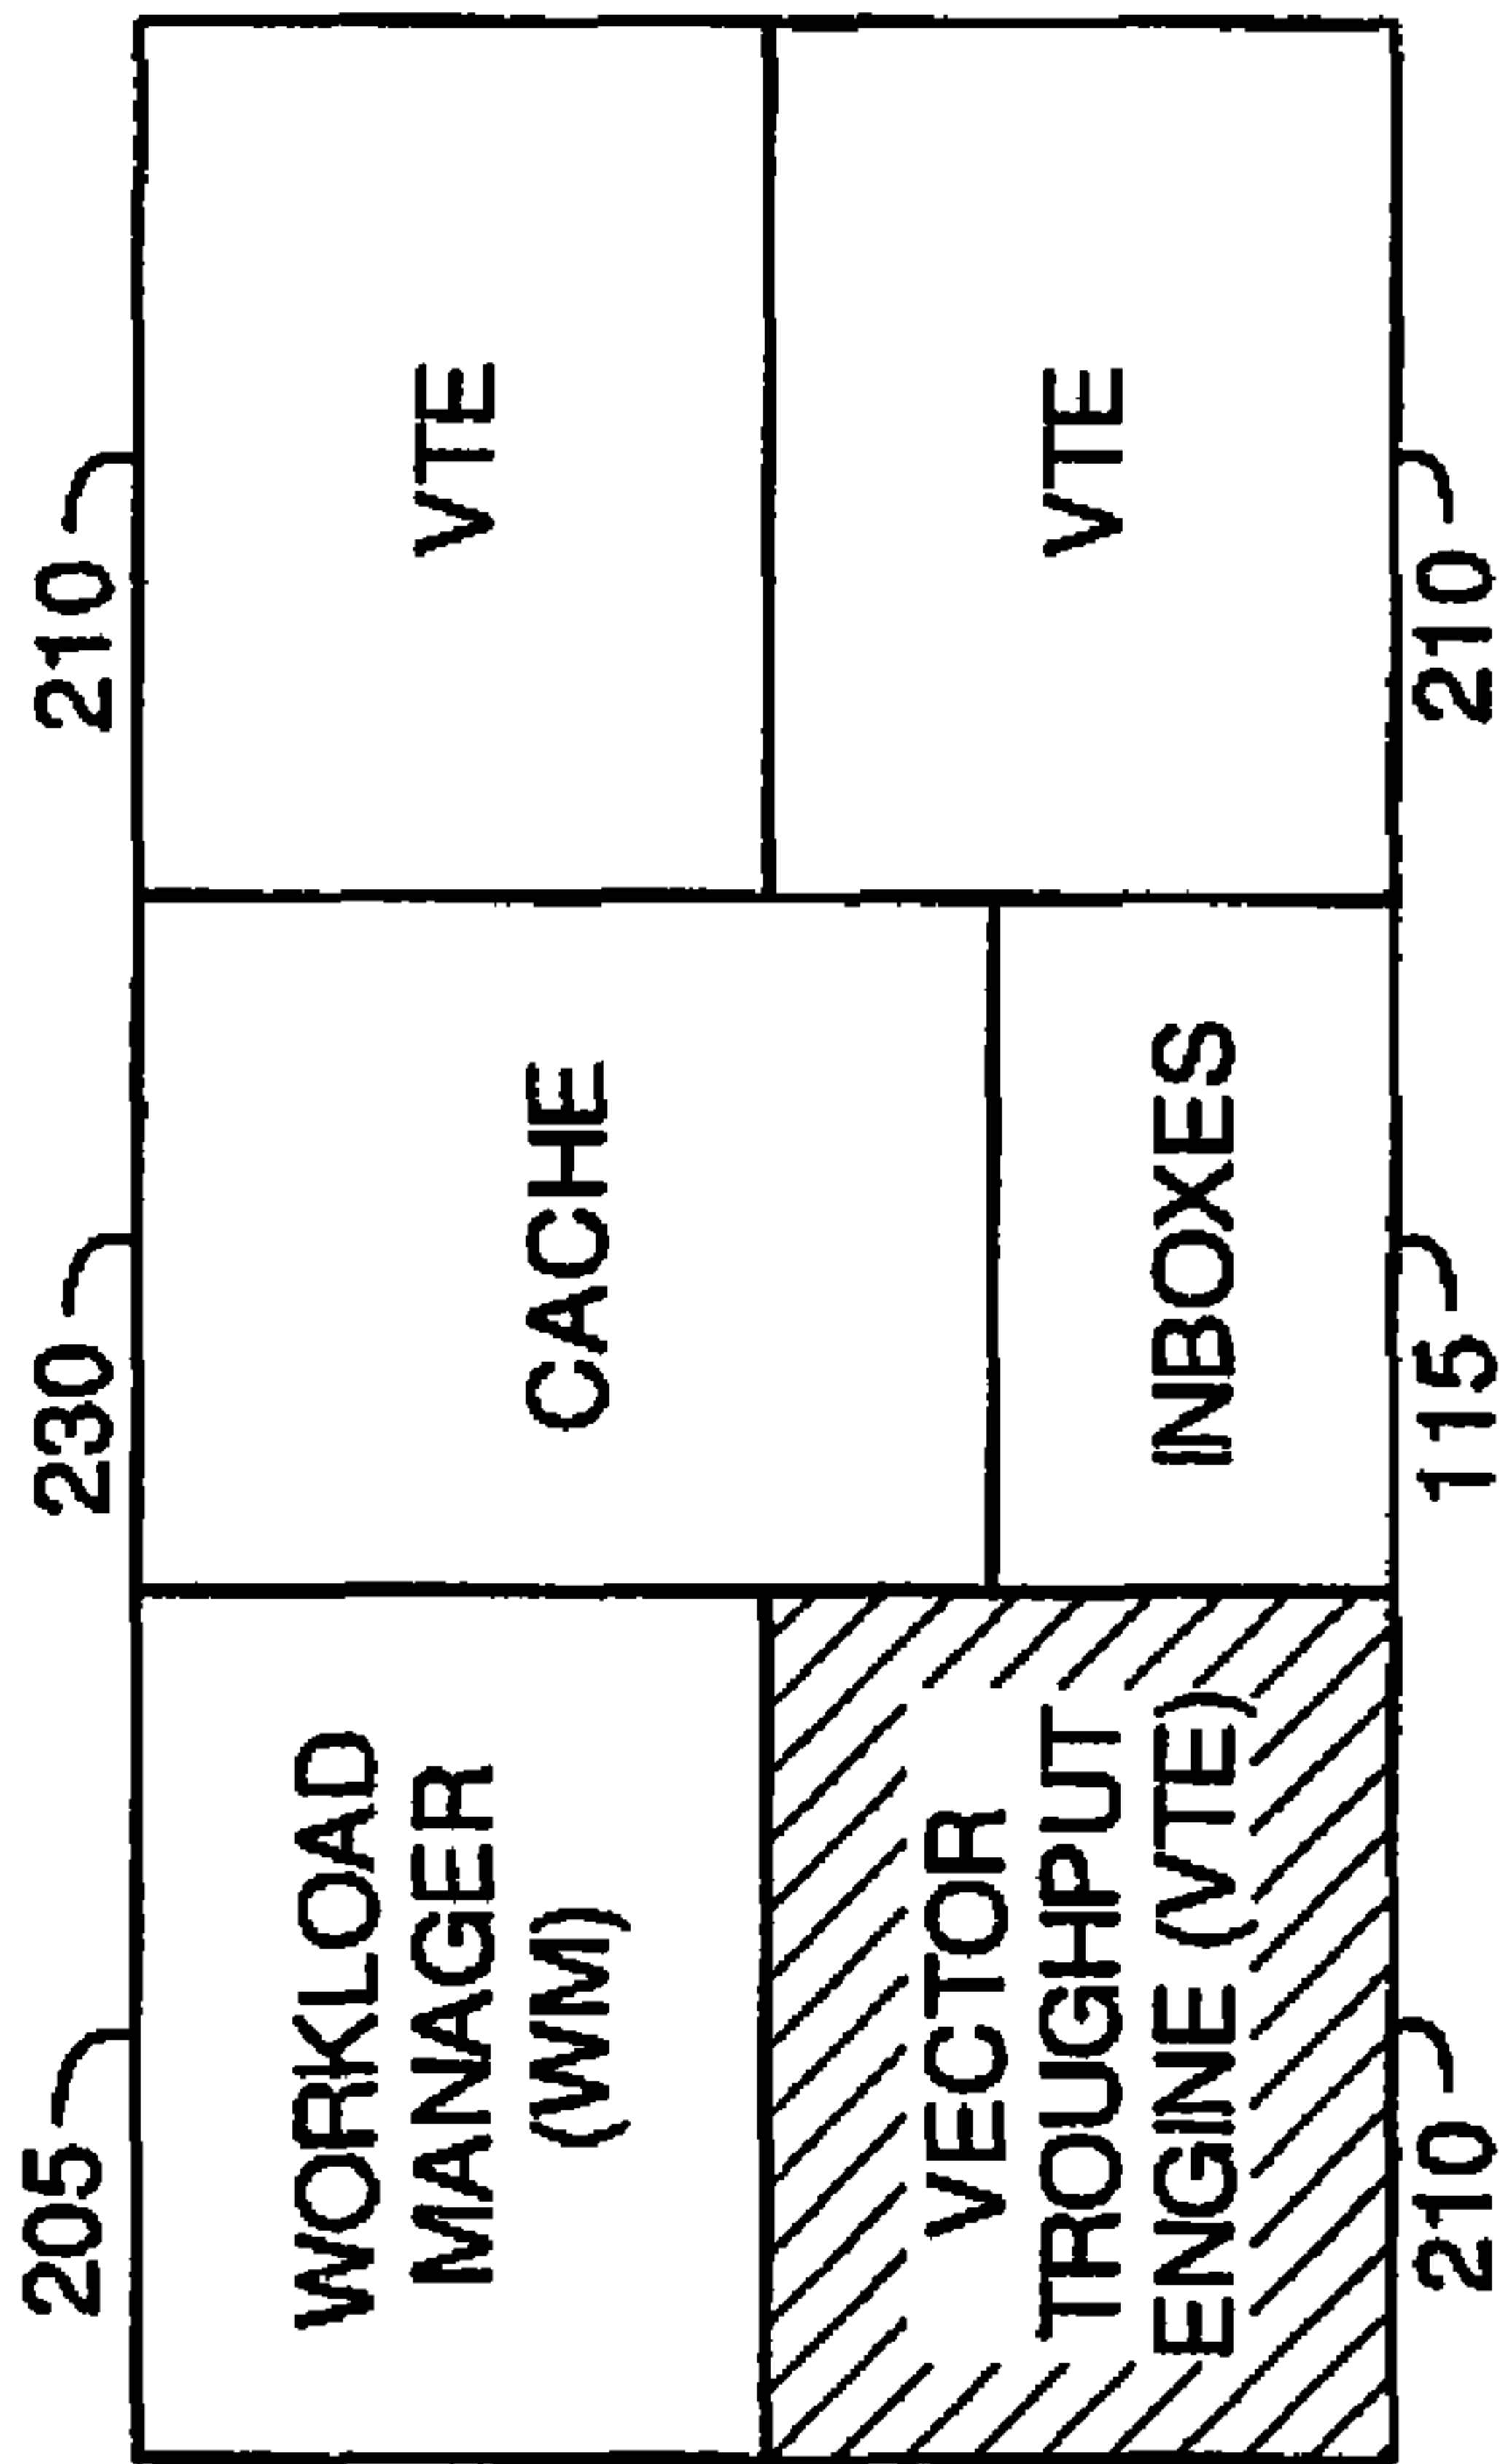 205
230
210
WORKLOAD
MANAGER
(WM)
CACHE
VTE
VECTOR
TROUGHPUT
ENGINE (VTE)
INBOXES
VTE
210
115
210